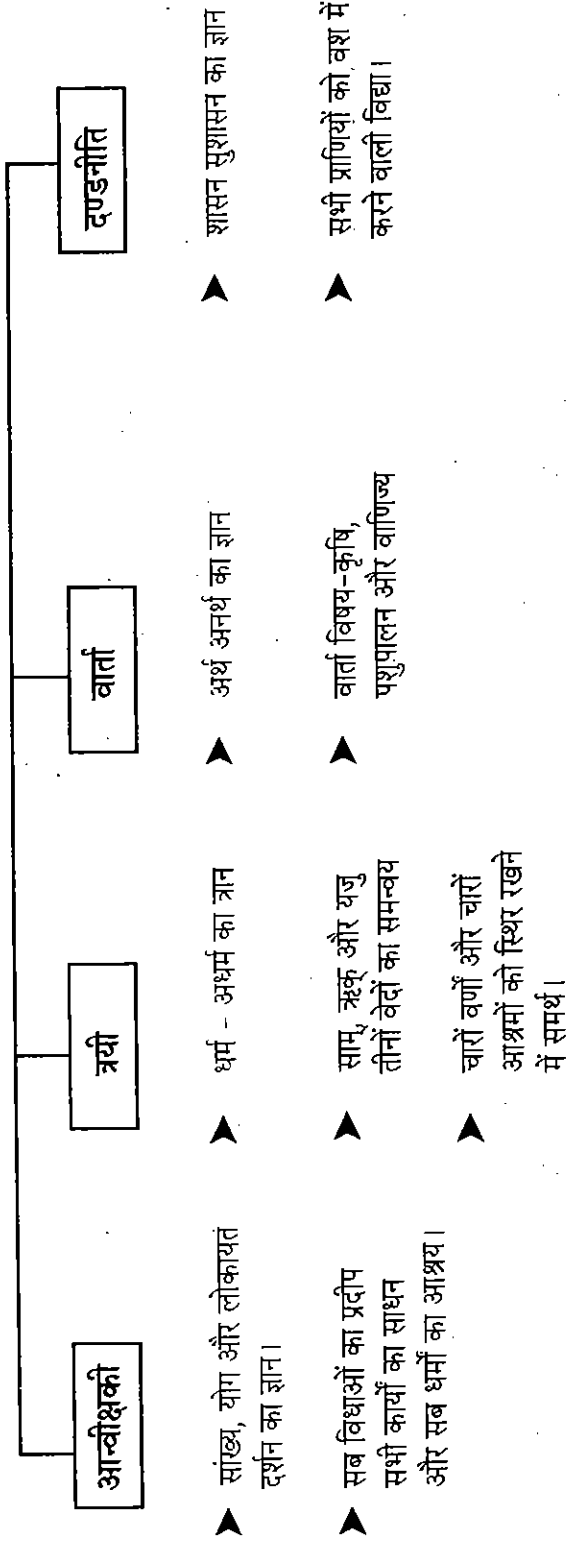 आन्वीक्षकी
सांख्य, योग और लोकायत
दर्शन का ज्ञान।
सब विधाओं का प्रदीप
सभी कार्यों का साधन
और सब धर्मों का आश्रय।
त्रयी
धर्म - अधर्म का त्रान
साम्, ऋक् और यजु
तीनों वेदों का समन्वय
चारों वर्णों और चारों
आश्रमों को स्थिर रखने
में समर्थ।
वार्ता
अर्थ अनर्थ का ज्ञान
वार्ता विषय-कृषि,
पशुपालन और वाणिज्य
दण्डनीति
शासन सुशासन का ज्ञान
सभी प्राणियों को वश में
करने वाली विद्या।